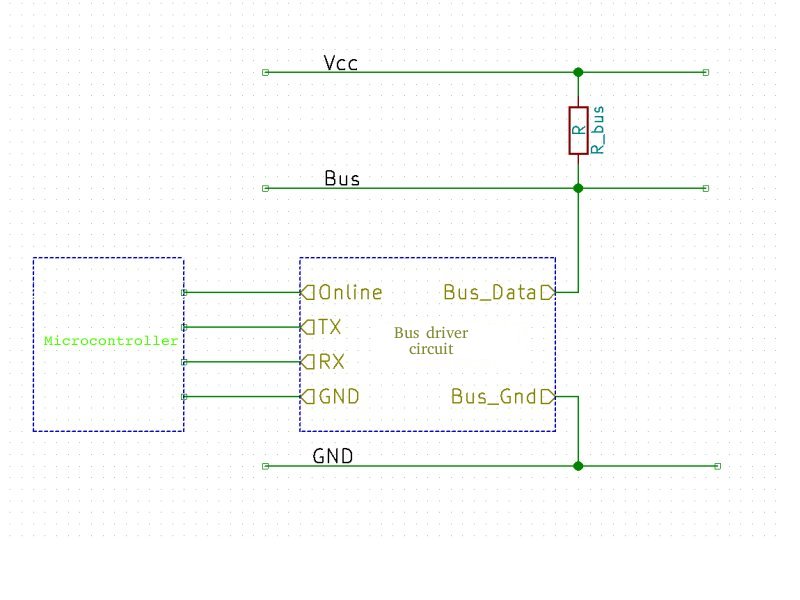 Vcc
R
R_bus
Bus
Online
Bus_Data
TX
Bus driver
circuit
Microcontroller
RX
GND
Bus_Gnd
GND